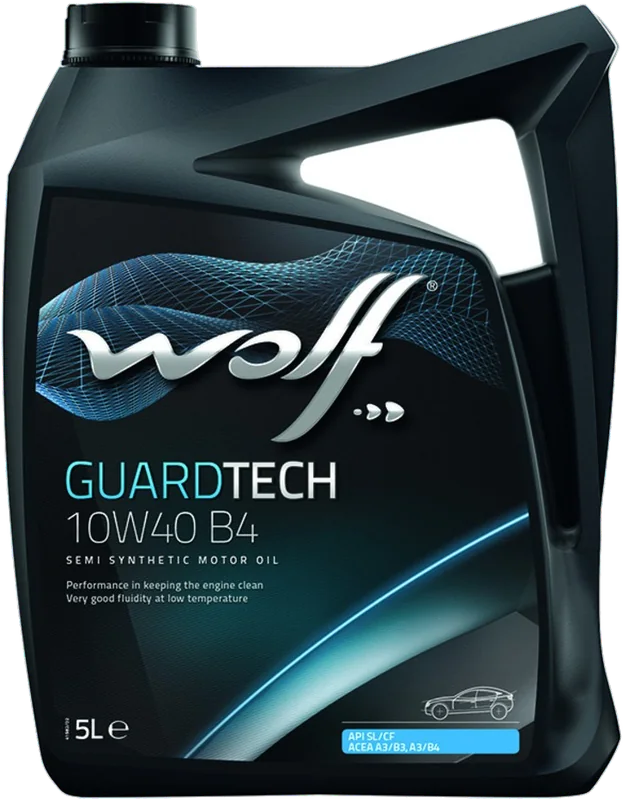 wolf®
GUARDTECH
10W40 B4
SEMI SYNTHETIC MOTOR OIL
Performance in keeping the engine clean
Very good fluidity at low temperature
5L e
API SL/CF
ACEA A3/B3, A3/B4